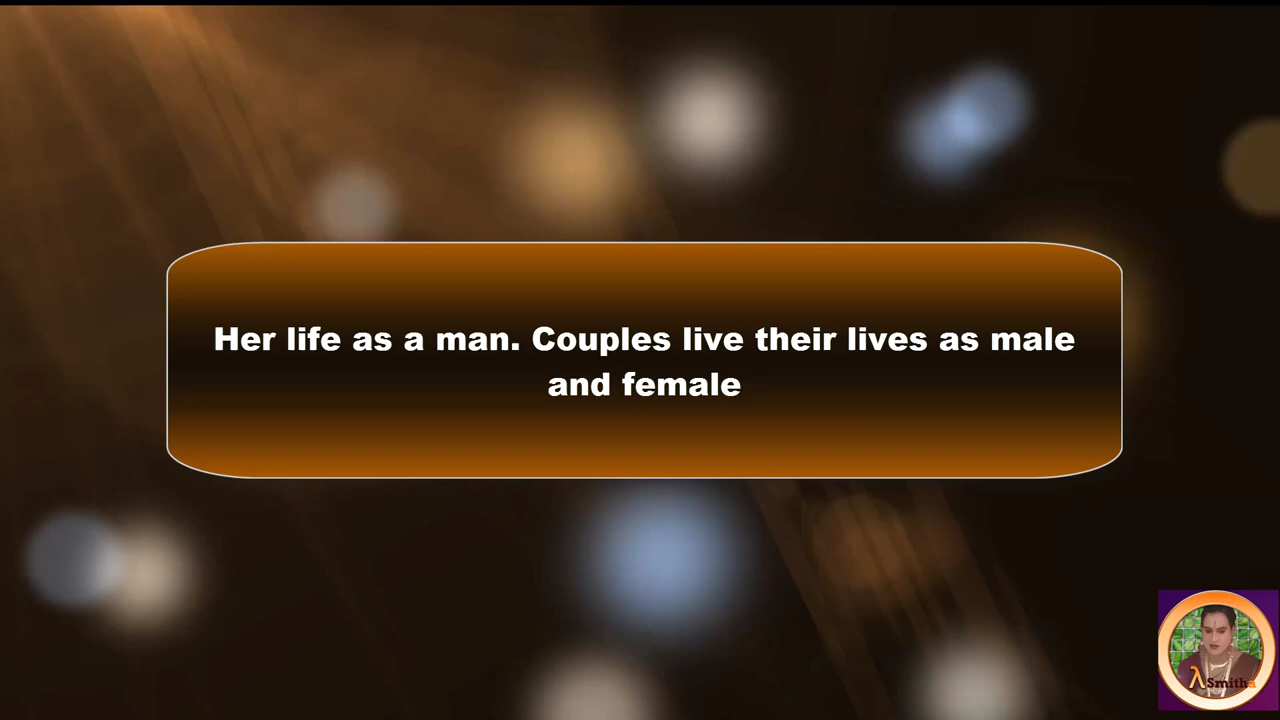 Her life as a man. Couples live their lives as male
and female
λ Smitha